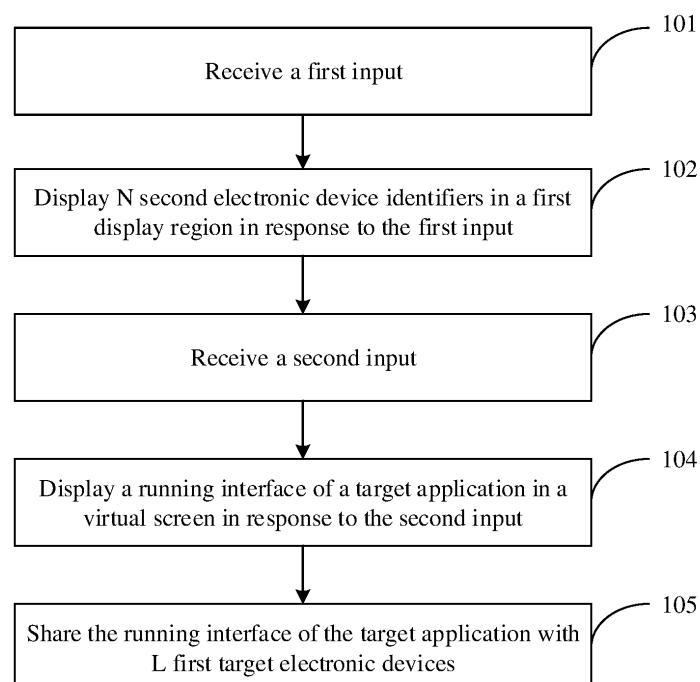 101
Receive a first input
102
Display N second electronic device identifiers in a first
display region in response to the first input
103
Receive a second input
104
Display a running interface of a target application in a
virtual screen in response to the second input
105
Share the running interface of the target application with
L first target electronic devices